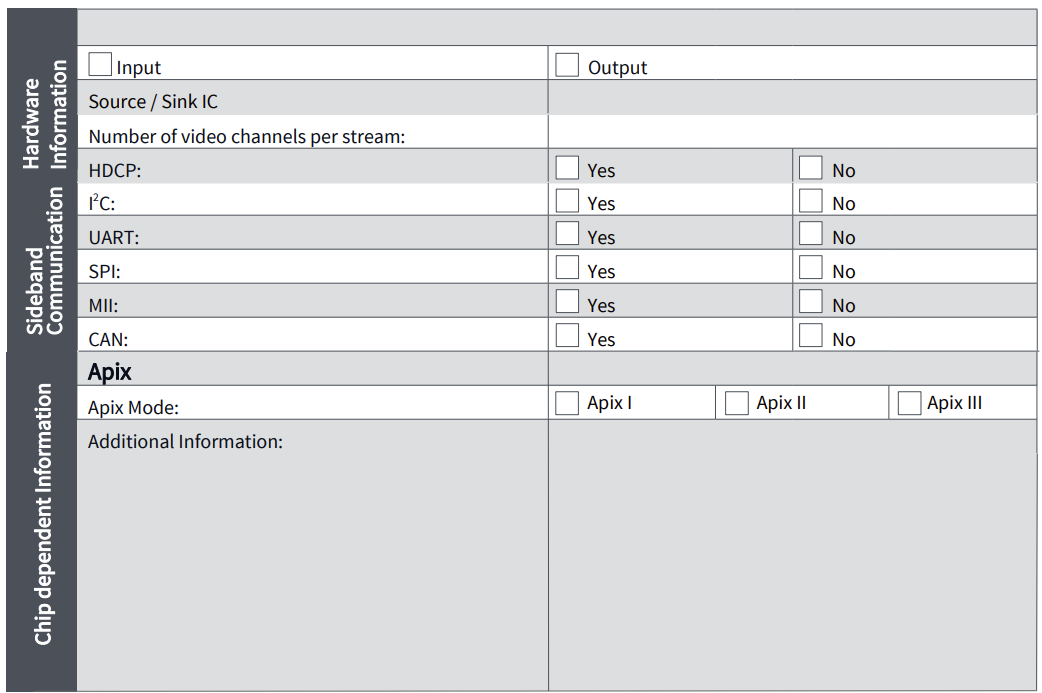 Hardware
Information
Input Output
Source / Sink IC
Number of video channels per stream:
HDCP: Yes No
Sideband
Communication
I²C: Yes No
UART: Yes No
SPI: Yes No
MII: Yes No
CAN: Yes No
Chip dependent Information
Apix
Apix Mode: Apix I Apix II Apix III
Additional Information: